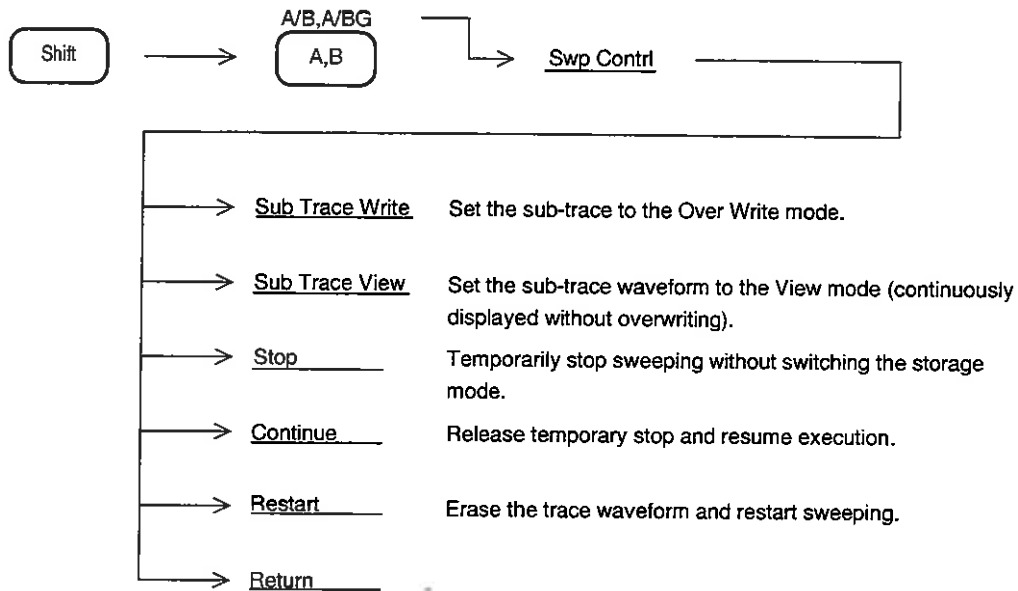 A/B,A/BG
Shift
A,B
Swp Contrl
Sub Trace Write Set the sub-trace to the Over Write mode.
Sub Trace View Set the sub-trace waveform to the View mode (continuously
displayed without overwriting).
Stop Temporarily stop sweeping without switching the storage
mode.
Continue Release temporary stop and resume execution.
Restart Erase the trace waveform and restart sweeping.
Return